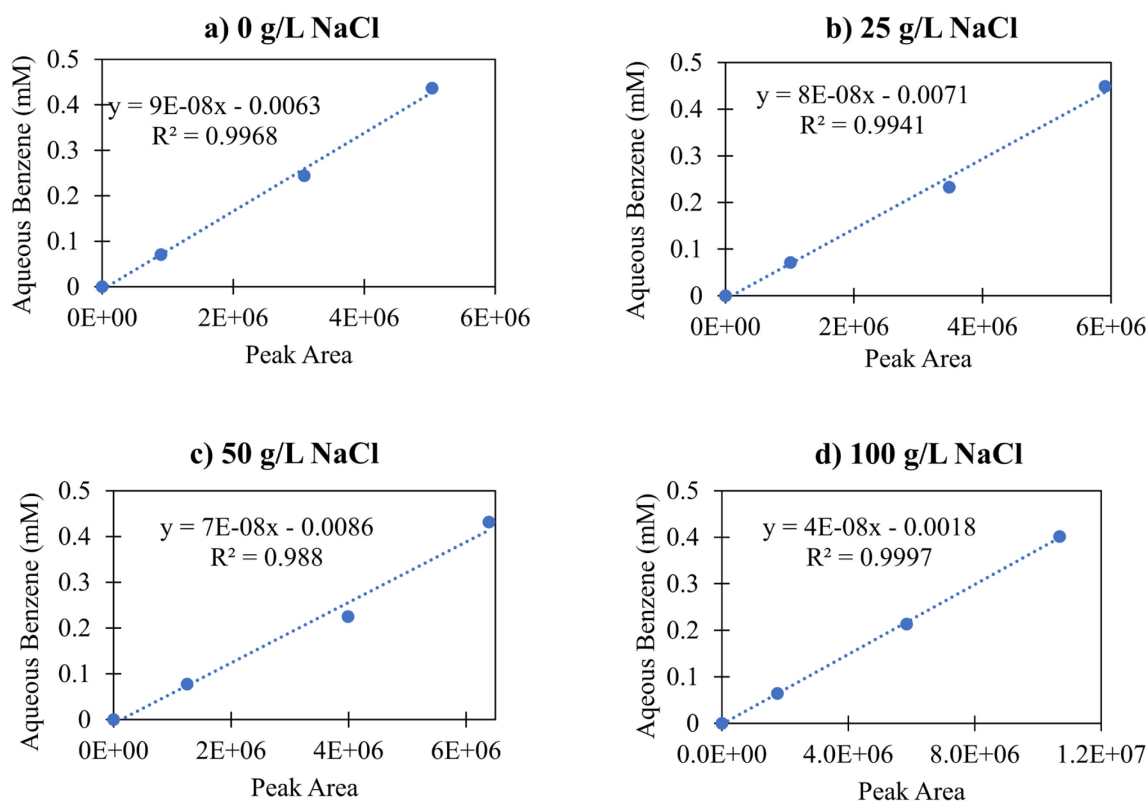 a) 0 g/L NaCl
Aqueous Benzene (mM)
0.5
0.4
0.3
0.2
0.1
0
y = 9E-08x - 0.0063
R² = 0.9968
0E+00 2E+06 4E+06 6E+06
Peak Area
b) 25 g/L NaCl
Aqueous Benzene (mM)
0.5
0.4
0.3
0.2
0.1
0
y = 8E-08x - 0.0071
R² = 0.9941
0E+00 2E+06 4E+06 6E+06
Peak Area
c) 50 g/L NaCl
Aqueous Benzene (mM)
0.5
0.4
0.3
0.2
0.1
0
y = 7E-08x - 0.0086
R² = 0.988
0E+00 2E+06 4E+06 6E+06
Peak Area
d) 100 g/L NaCl
Aqeous Benzene (mM)
0.5
0.4
0.3
0.2
0.1
0
y = 4E-08x - 0.0018
R² = 0.9997
0.0E+00 4.0E+06 8.0E+06 1.2E+07
Peak Area